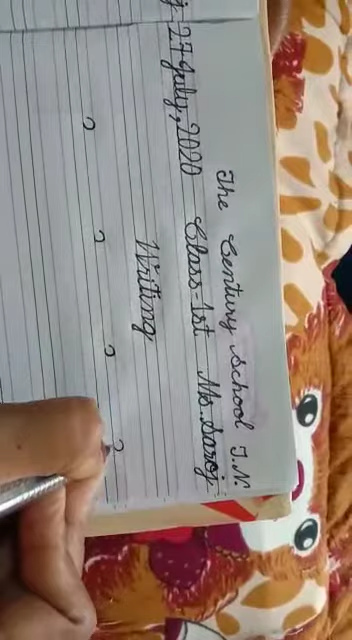 The Century School J.N.
27 July, 2020 Class-1st Ms. Saroj
Writing